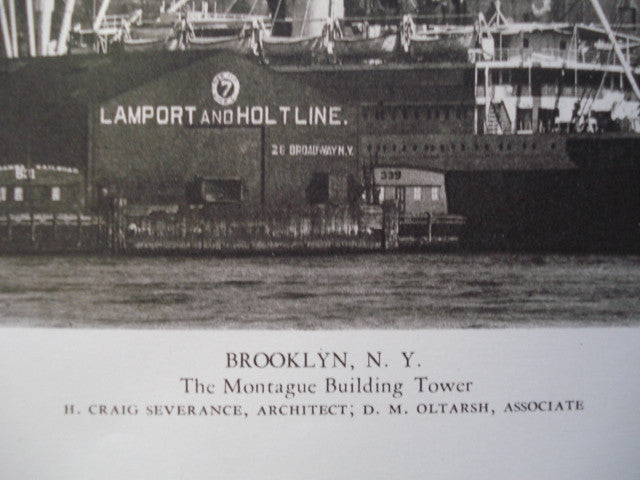 7
LAMPORT AND HOLT LINE.
26 BROADWAY N.Y.
339
BROOKLYN, N. Y.
The Montague Building Tower
H. CRAIG SEVERANCE, ARCHITECT; D. M. OLTARSH, ASSOCIATE